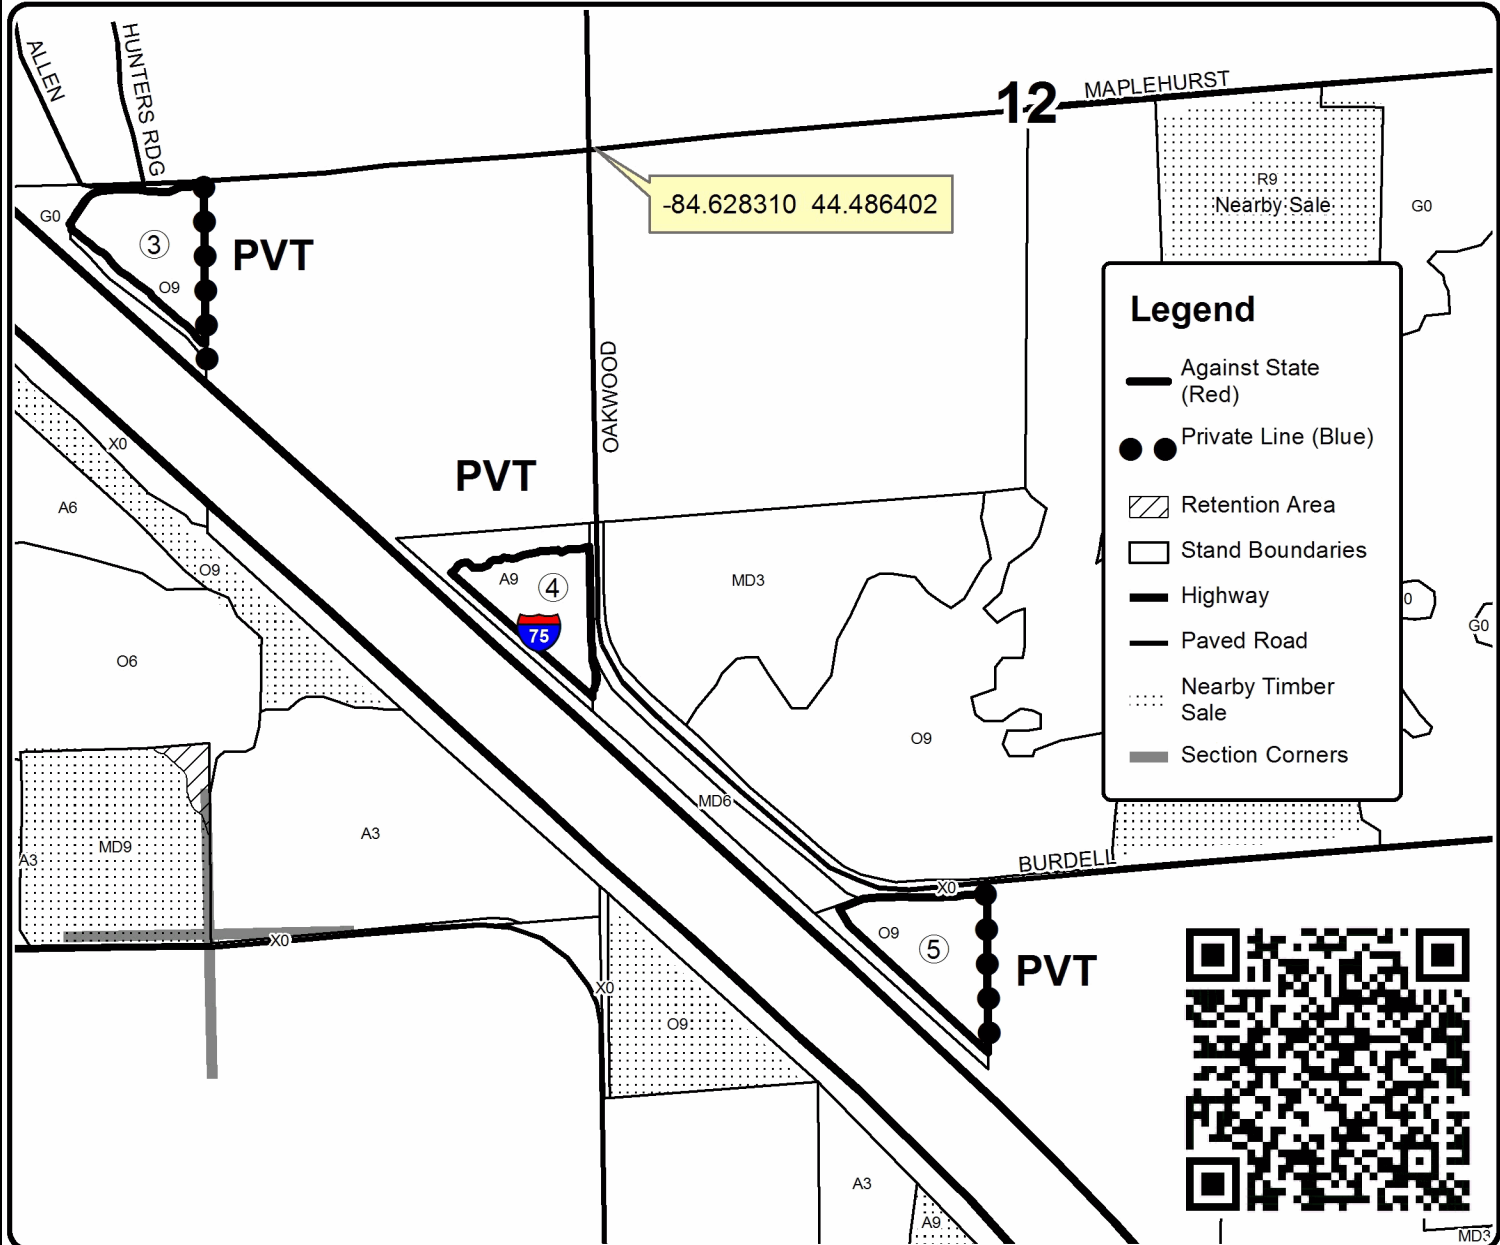 ALLEN
HUNTERS RDG
12
MAPLEHURST
R9
Nearby Sale
G0
G0
3
PVT
O9
-84.628310 44.486402
OAKWOOD
Legend
Against State
(Red)
Private Line (Blue)
Retention Area
Stand Boundaries
Highway
Paved Road
Nearby Timber
Sale
Section Corners
X0
A6
PVT
A9
4
75
MD3
O9
O6
0
G0
O9
MD6
A3
MD9
A3
BURDELL
X0
O9
5
PVT
X0
X0
O9
A3
A9
MD3